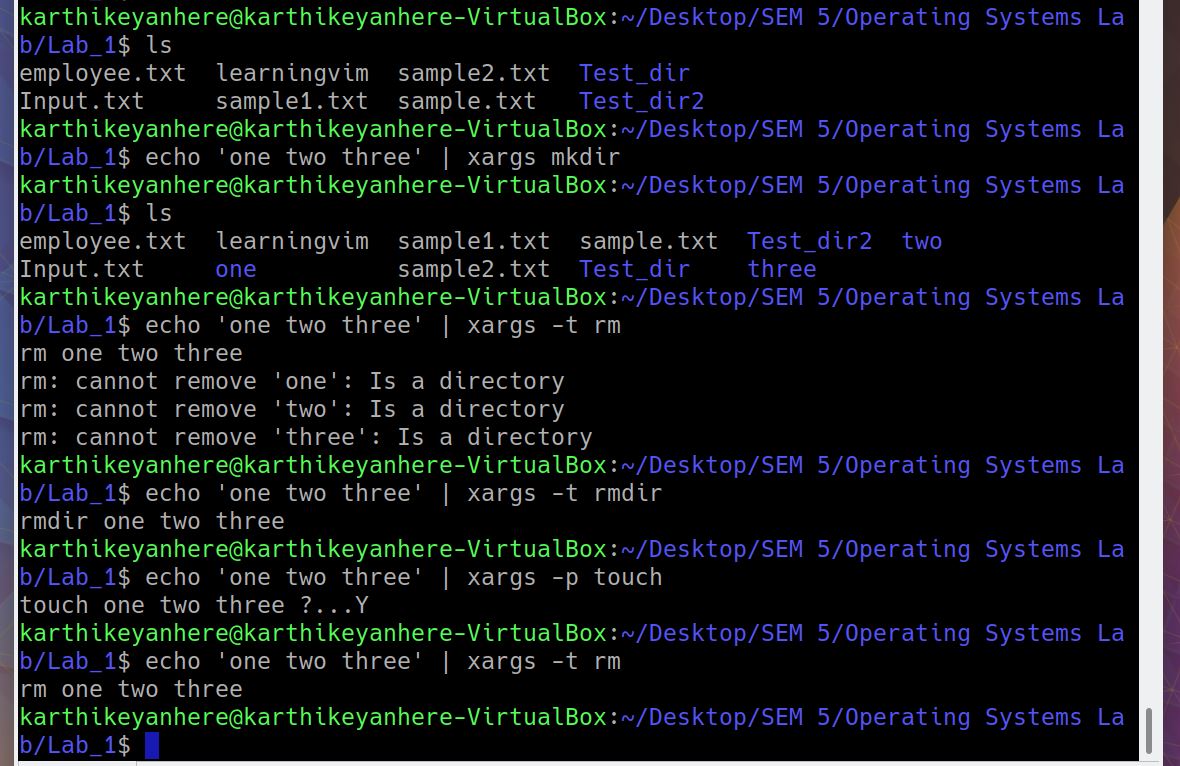 karthikeyanhere@karthikeyanhere-VirtualBox:~/Desktop/SEM 5/Operating Systems La
b/Lab_1$ ls
employee.txt  learningvim  sample2.txt  Test_dir
Input.txt     sample1.txt  sample.txt   Test_dir2
karthikeyanhere@karthikeyanhere-VirtualBox:~/Desktop/SEM 5/Operating Systems La
b/Lab_1$ echo 'one two three' | xargs mkdir
karthikeyanhere@karthikeyanhere-VirtualBox:~/Desktop/SEM 5/Operating Systems La
b/Lab_1$ ls
employee.txt  learningvim  sample1.txt  sample.txt  Test_dir2  two
Input.txt     one          sample2.txt  Test_dir    three
karthikeyanhere@karthikeyanhere-VirtualBox:~/Desktop/SEM 5/Operating Systems La
b/Lab_1$ echo 'one two three' | xargs -t rm
rm one two three
rm: cannot remove 'one': Is a directory
rm: cannot remove 'two': Is a directory
rm: cannot remove 'three': Is a directory
karthikeyanhere@karthikeyanhere-VirtualBox:~/Desktop/SEM 5/Operating Systems La
b/Lab_1$ echo 'one two three' | xargs -t rmdir
rmdir one two three
karthikeyanhere@karthikeyanhere-VirtualBox:~/Desktop/SEM 5/Operating Systems La
b/Lab_1$ echo 'one two three' | xargs -p touch
touch one two three ?...Y
karthikeyanhere@karthikeyanhere-VirtualBox:~/Desktop/SEM 5/Operating Systems La
b/Lab_1$ echo 'one two three' | xargs -t rm
rm one two three
karthikeyanhere@karthikeyanhere-VirtualBox:~/Desktop/SEM 5/Operating Systems La
b/Lab_1$